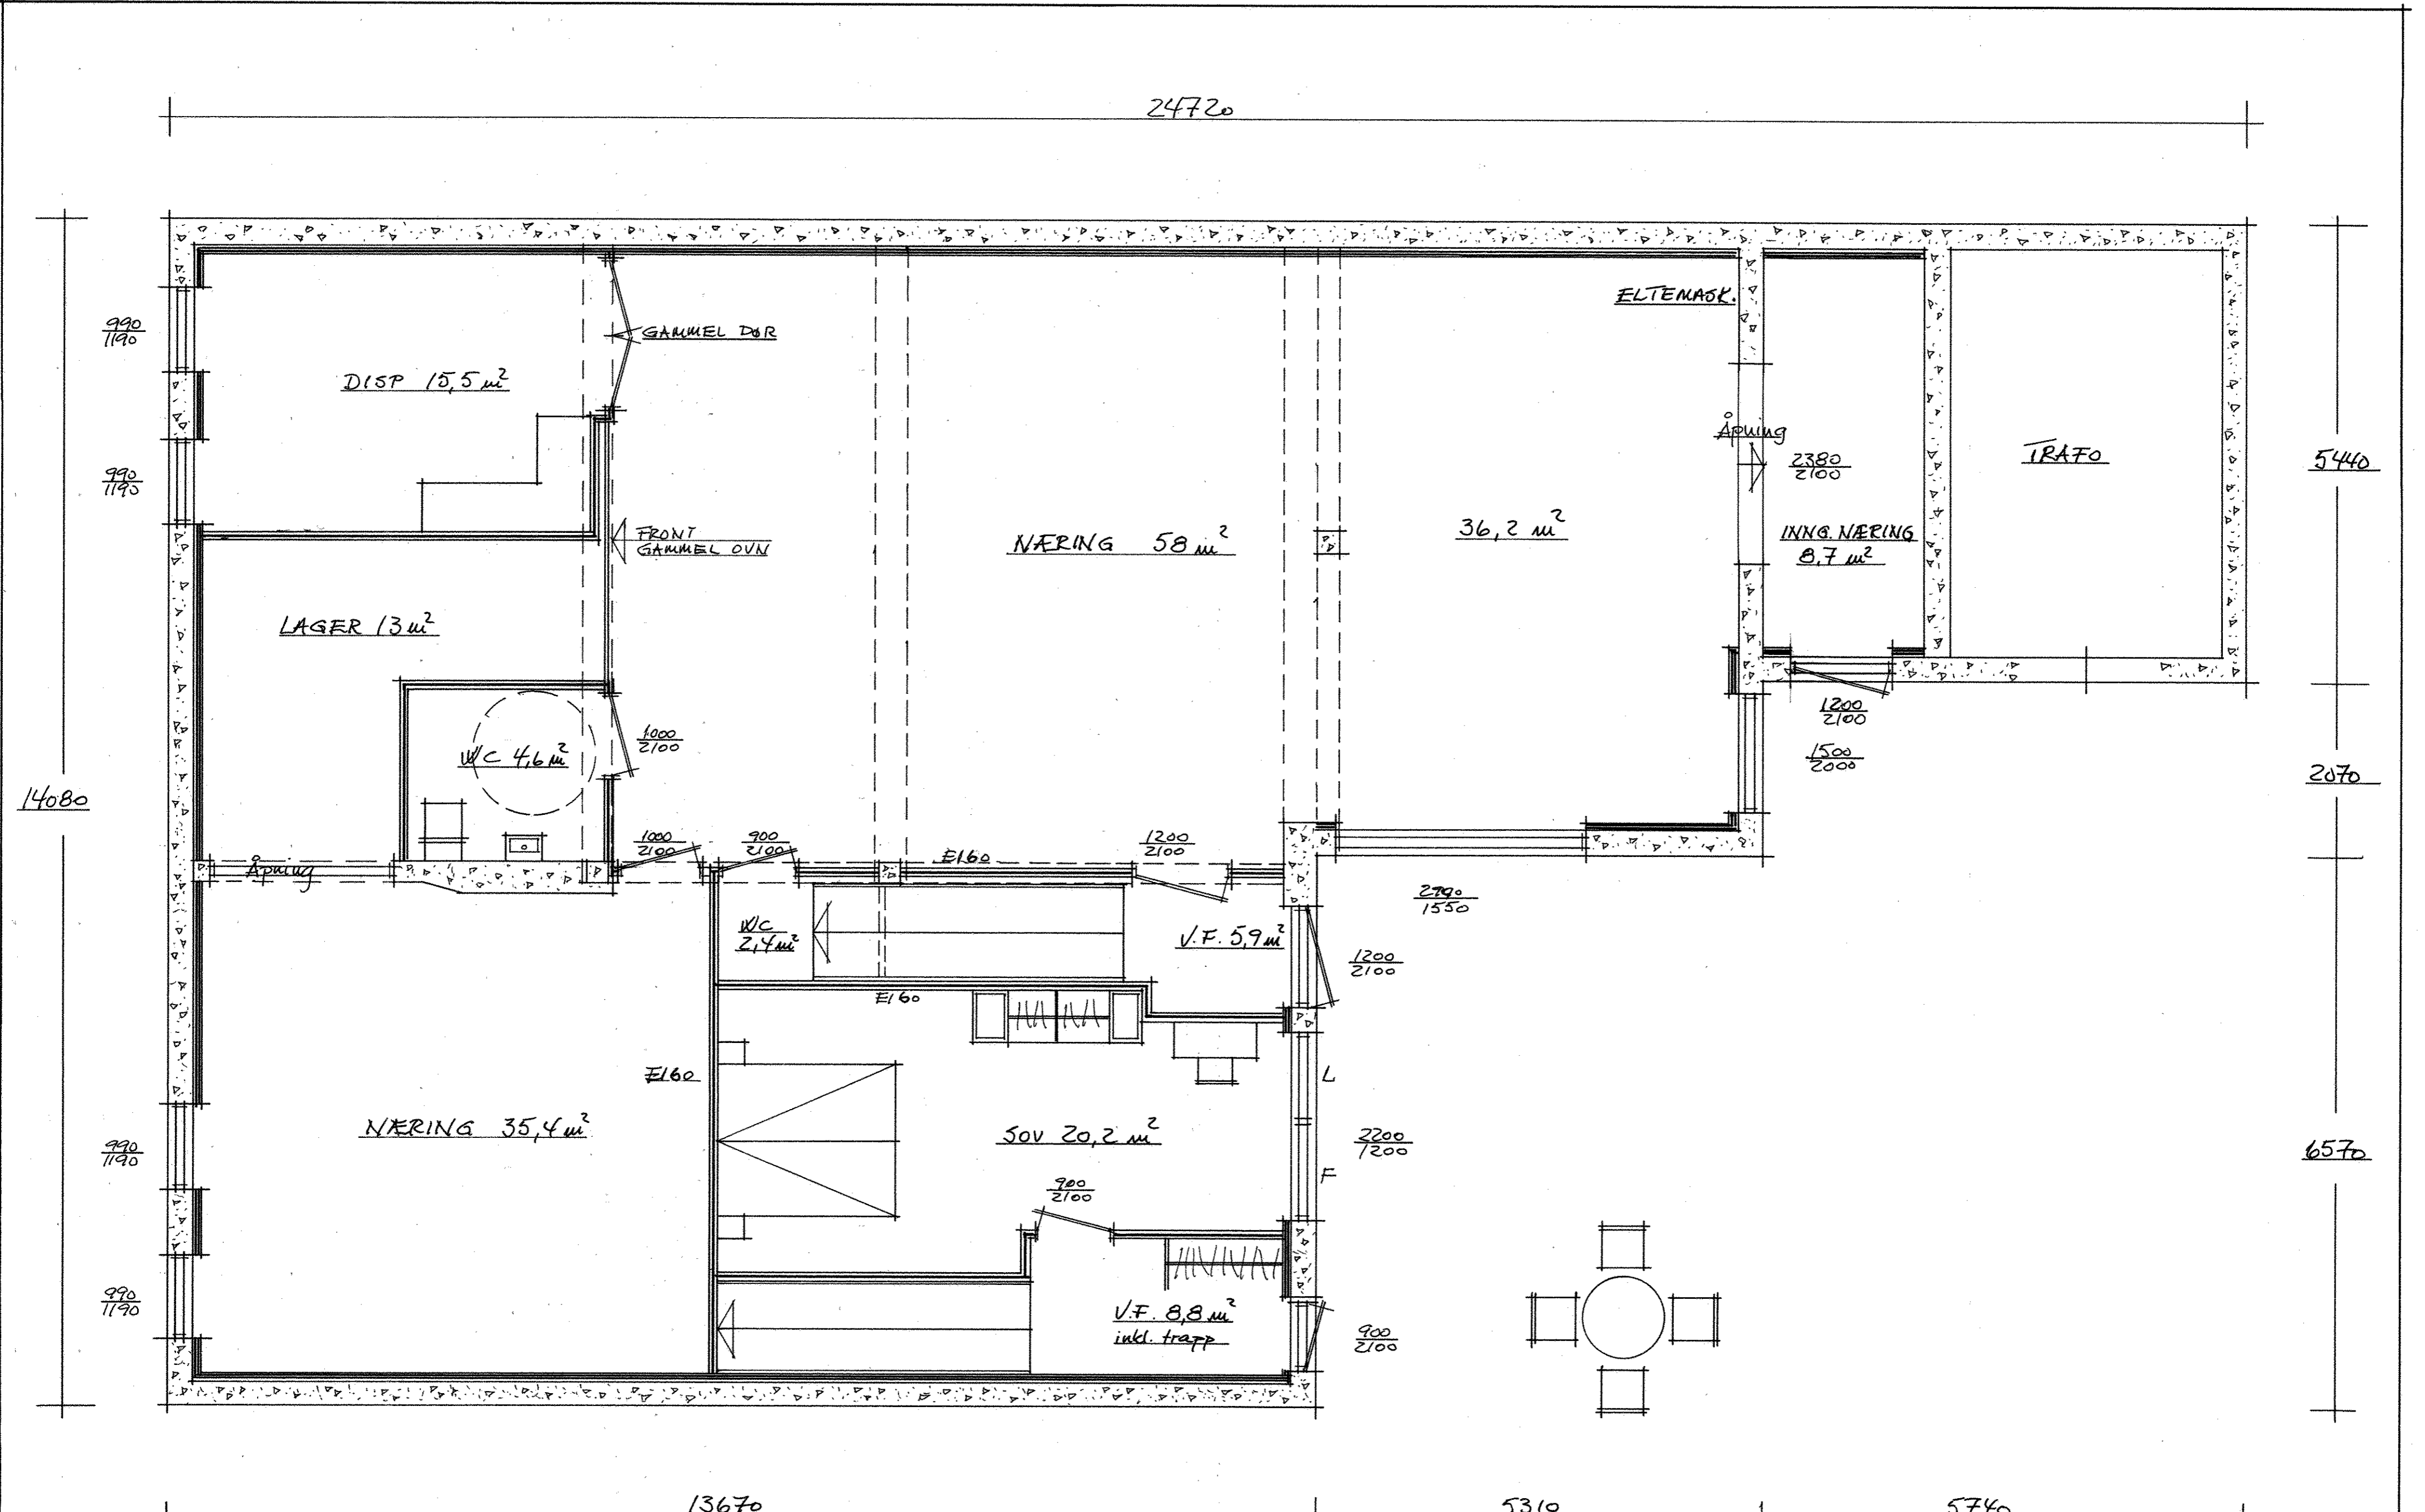 24720
ELTEMASK.
990
1190
GAMMEL DØR
DISP 15,5 m²
Åpning
2380
2100
TRAFO
5440
990
1190
FRONT
GAMMEL OVN
NÆRING 58 m²
36,2 m²
INNG. NÆRING
8,7 m²
LAGER 13 m²
1200
2100
WC 4,6 m²
1000
2100
1500
2000
2070
14080
1000
2100
900
2100
EI60
1200
2100
Åpning
1550
WC
2,4 m²
V.F. 5,9 m²
1200
2100
EI60
EI60
L
NÆRING 35,4 m²
SOV 20,2 m²
2200
1200
6570
990
1190
F
900
2100
990
1190
V.F. 8,8 m²
inkl. trapp
900
2100
13670
5310
5740